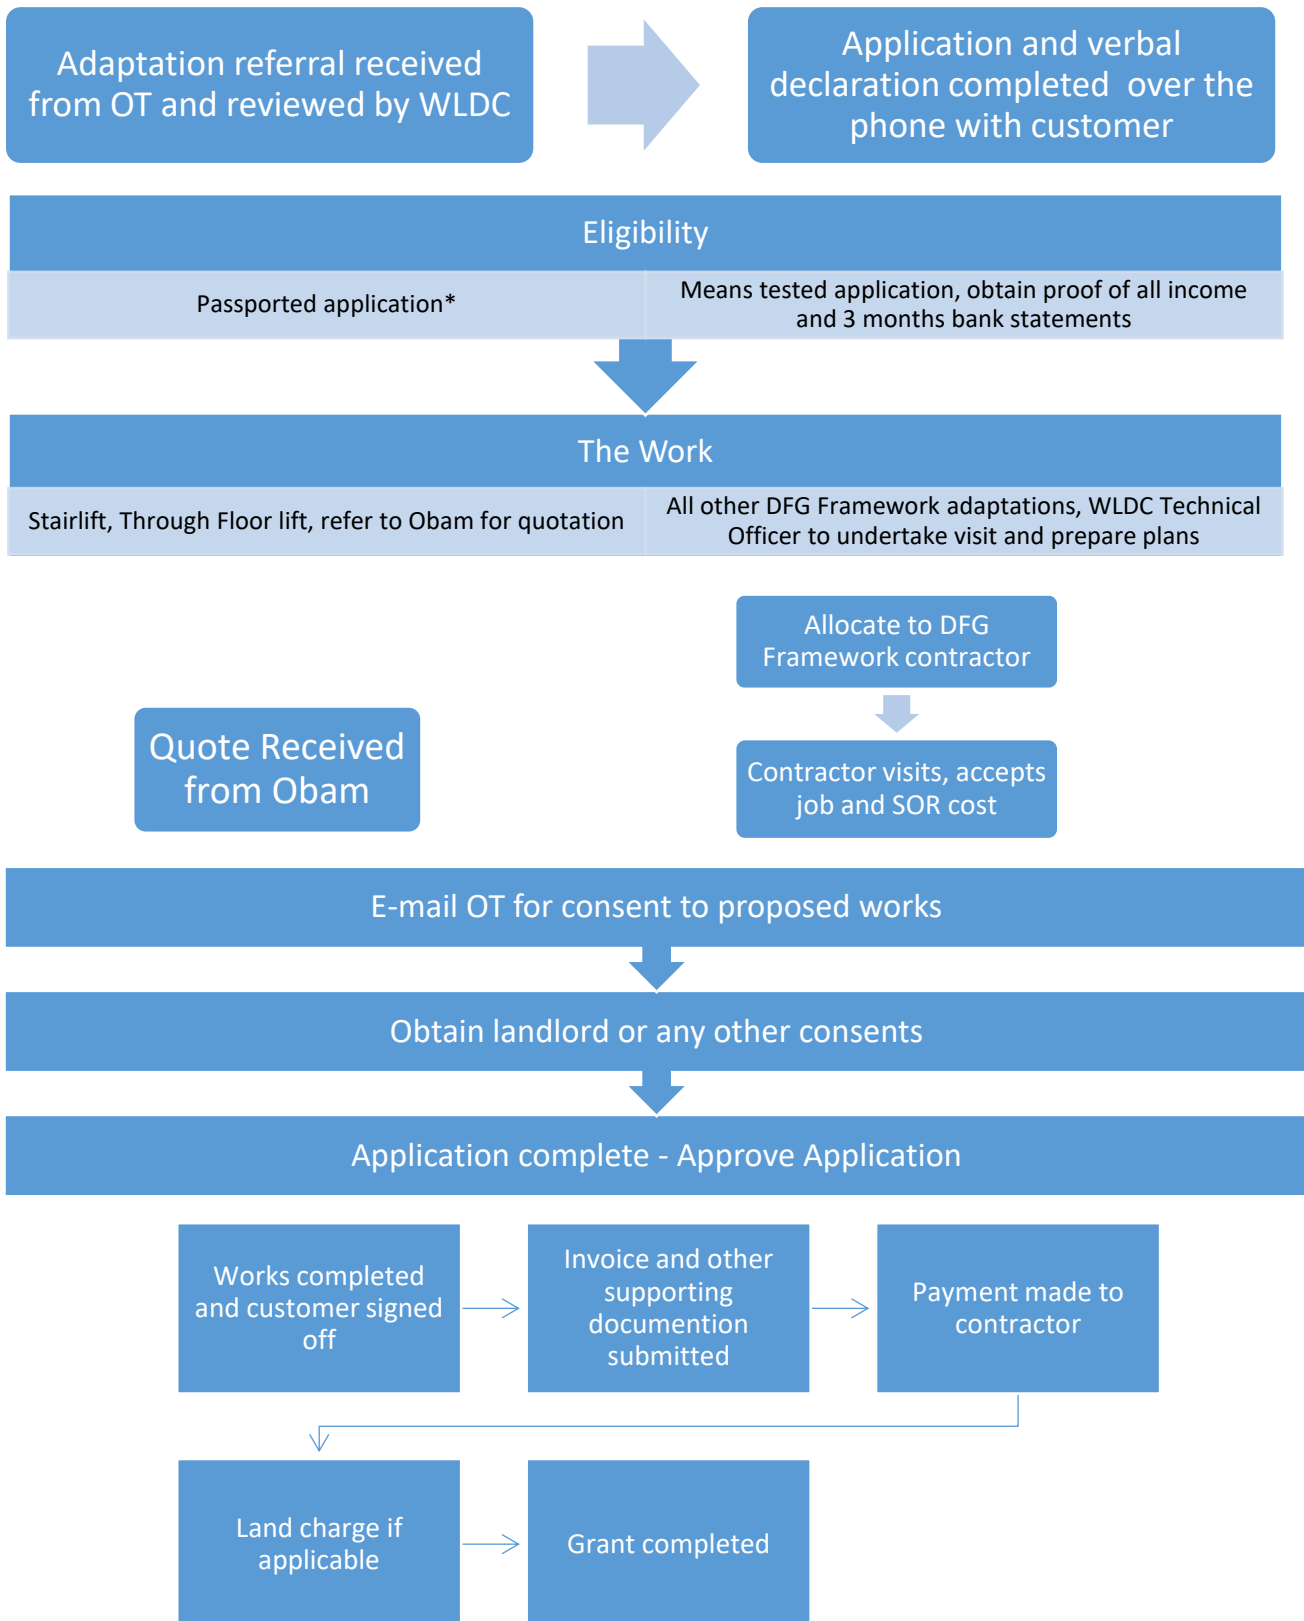 Adaptation referral received
from OT and reviewed by WLDC
Application and verbal
declaration completed over the
phone with customer
Eligibility
Passported application*
Means tested application, obtain proof of all income
and 3 months bank statements
The Work
Stairlift, Through Floor lift, refer to Obam for quotation
All other DFG Framework adaptations, WLDC Technical
Officer to undertake visit and prepare plans
Allocate to DFG
Framework contractor
Quote Received
from Obam
Contractor visits, accepts
job and SOR cost
E-mail OT for consent to proposed works
Obtain landlord or any other consents
Application complete - Approve Application
Works completed
and customer signed
off
Invoice and other
supporting
documention
submitted
Payment made to
contractor
Land charge if
applicable
Grant completed